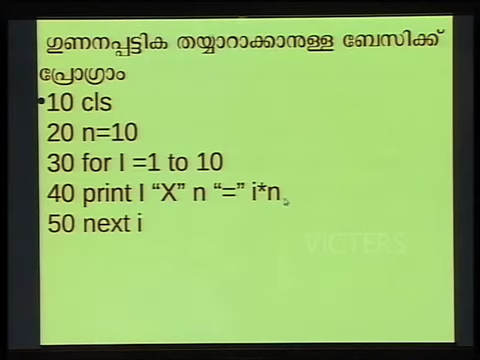 ഗുണനപ്പട്ടിക തയ്യാറാക്കാനുള്ള ബേസിക്ക്
പ്രോഗ്രാം
•10 cls
20 n=10
30 for I =1 to 10
40 print I “X” n “=” i*n
50 next i
VICTERS